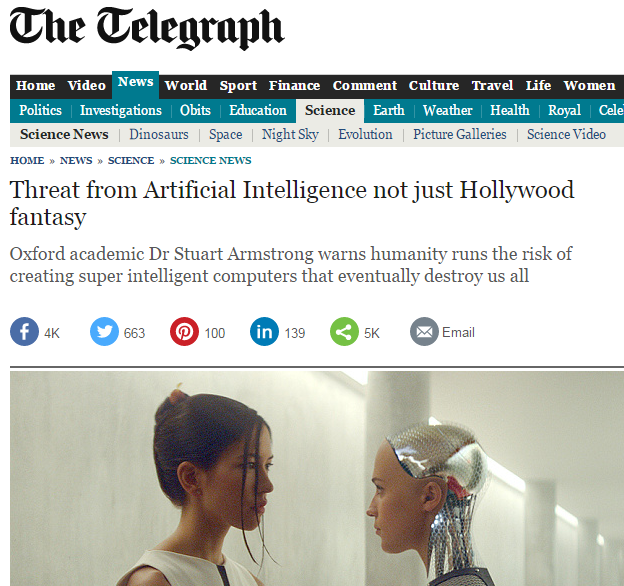 The Telegraph
Home Video News World Sport Finance Comment Culture Travel Life Women
Politics Investigations Obits Education Science Earth Weather Health Royal Cele
Science News Dinosaurs Space Night Sky Evolution Picture Galleries Science Video
HOME » NEWS » SCIENCE » SCIENCE NEWS
Threat from Artificial Intelligence not just Hollywood
fantasy
Oxford academic Dr Stuart Armstrong warns humanity runs the risk of
creating super intelligent computers that eventually destroy us all
f 4K 663 100 in 139 5K Email